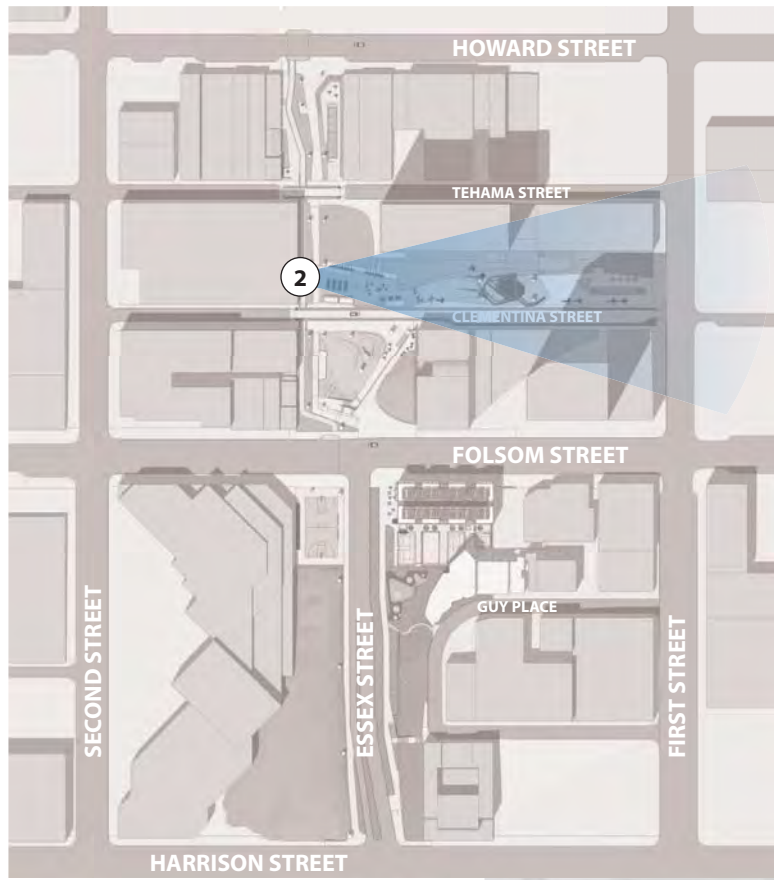 HOWARD STREET
TEHAMA STREET
2
CLEMENTINA STREET
FOLSOM STREET
GUY PLACE
SECOND STREET
ESSEX STREET
FIRST STREET
HARRISON STREET